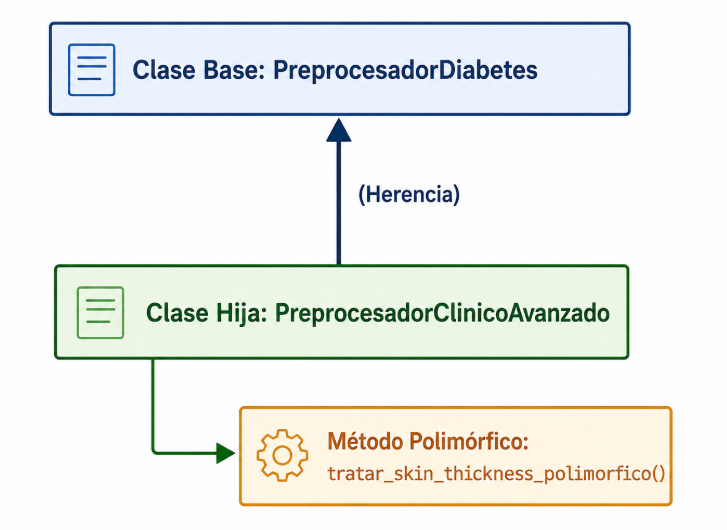 Clase Base: PreprocesadorDiabetes
(Herencia)
Clase Hija: PreprocesadorClinicoAvanzado
Método Polimórfico:
tratar_skin_thickness_polimorfico()